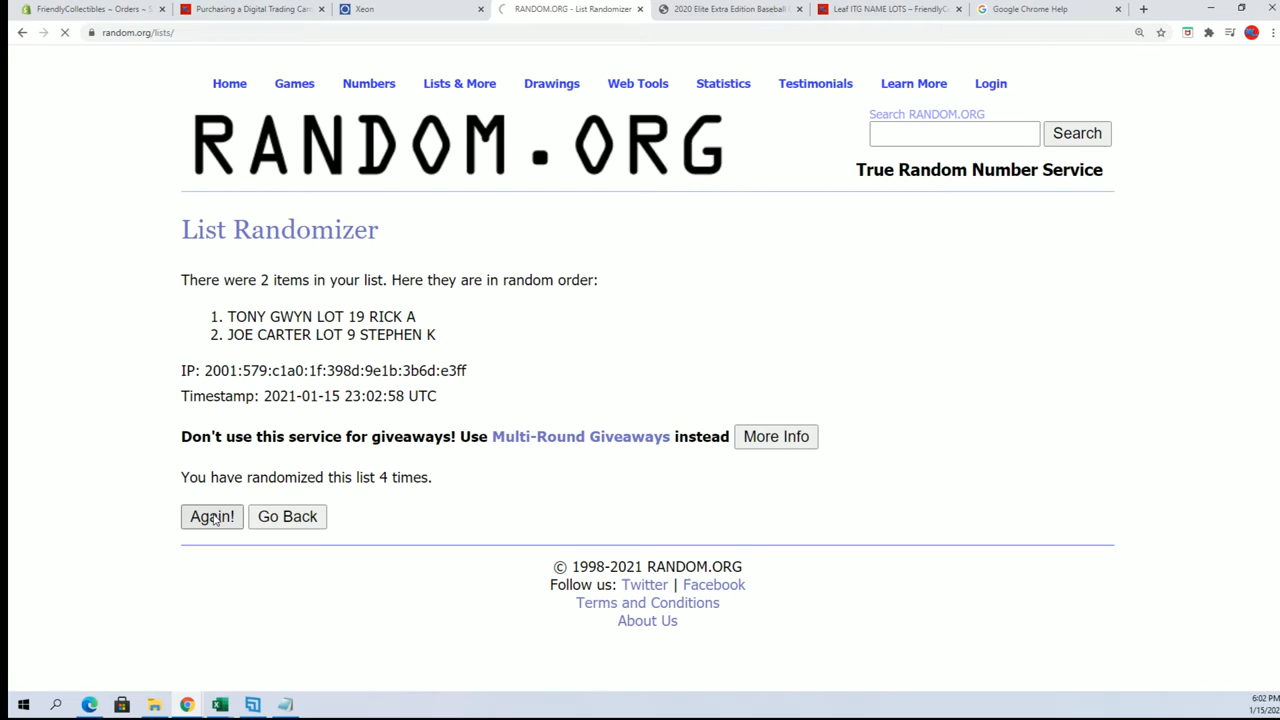 FriendlyCollectibles ~ Orders ~ S
Purchasing a Digital Trading Car
Xeon
RANDOM.ORG - List Randomizer
2020 Elite Extra Edition Baseball
Leaf ITG NAME LOTS – FriendlyC
Google Chrome Help
random.org/lists/
Home Games Numbers Lists & More Drawings Web Tools Statistics Testimonials Learn More Login
Search RANDOM.ORG
RANDOM.ORG
Search
True Random Number Service
List Randomizer
There were 2 items in your list. Here they are in random order:
1. TONY GWYN LOT 19 RICK A
2. JOE CARTER LOT 9 STEPHEN K
IP: 2001:579:c1a0:1f:398d:9e1b:3b6d:e3ff
Timestamp: 2021-01-15 23:02:58 UTC
Don't use this service for giveaways! Use Multi-Round Giveaways instead More Info
You have randomized this list 4 times.
Again! Go Back
© 1998-2021 RANDOM.ORG
Follow us: Twitter | Facebook
Terms and Conditions
About Us
6:02 PM
1/15/202